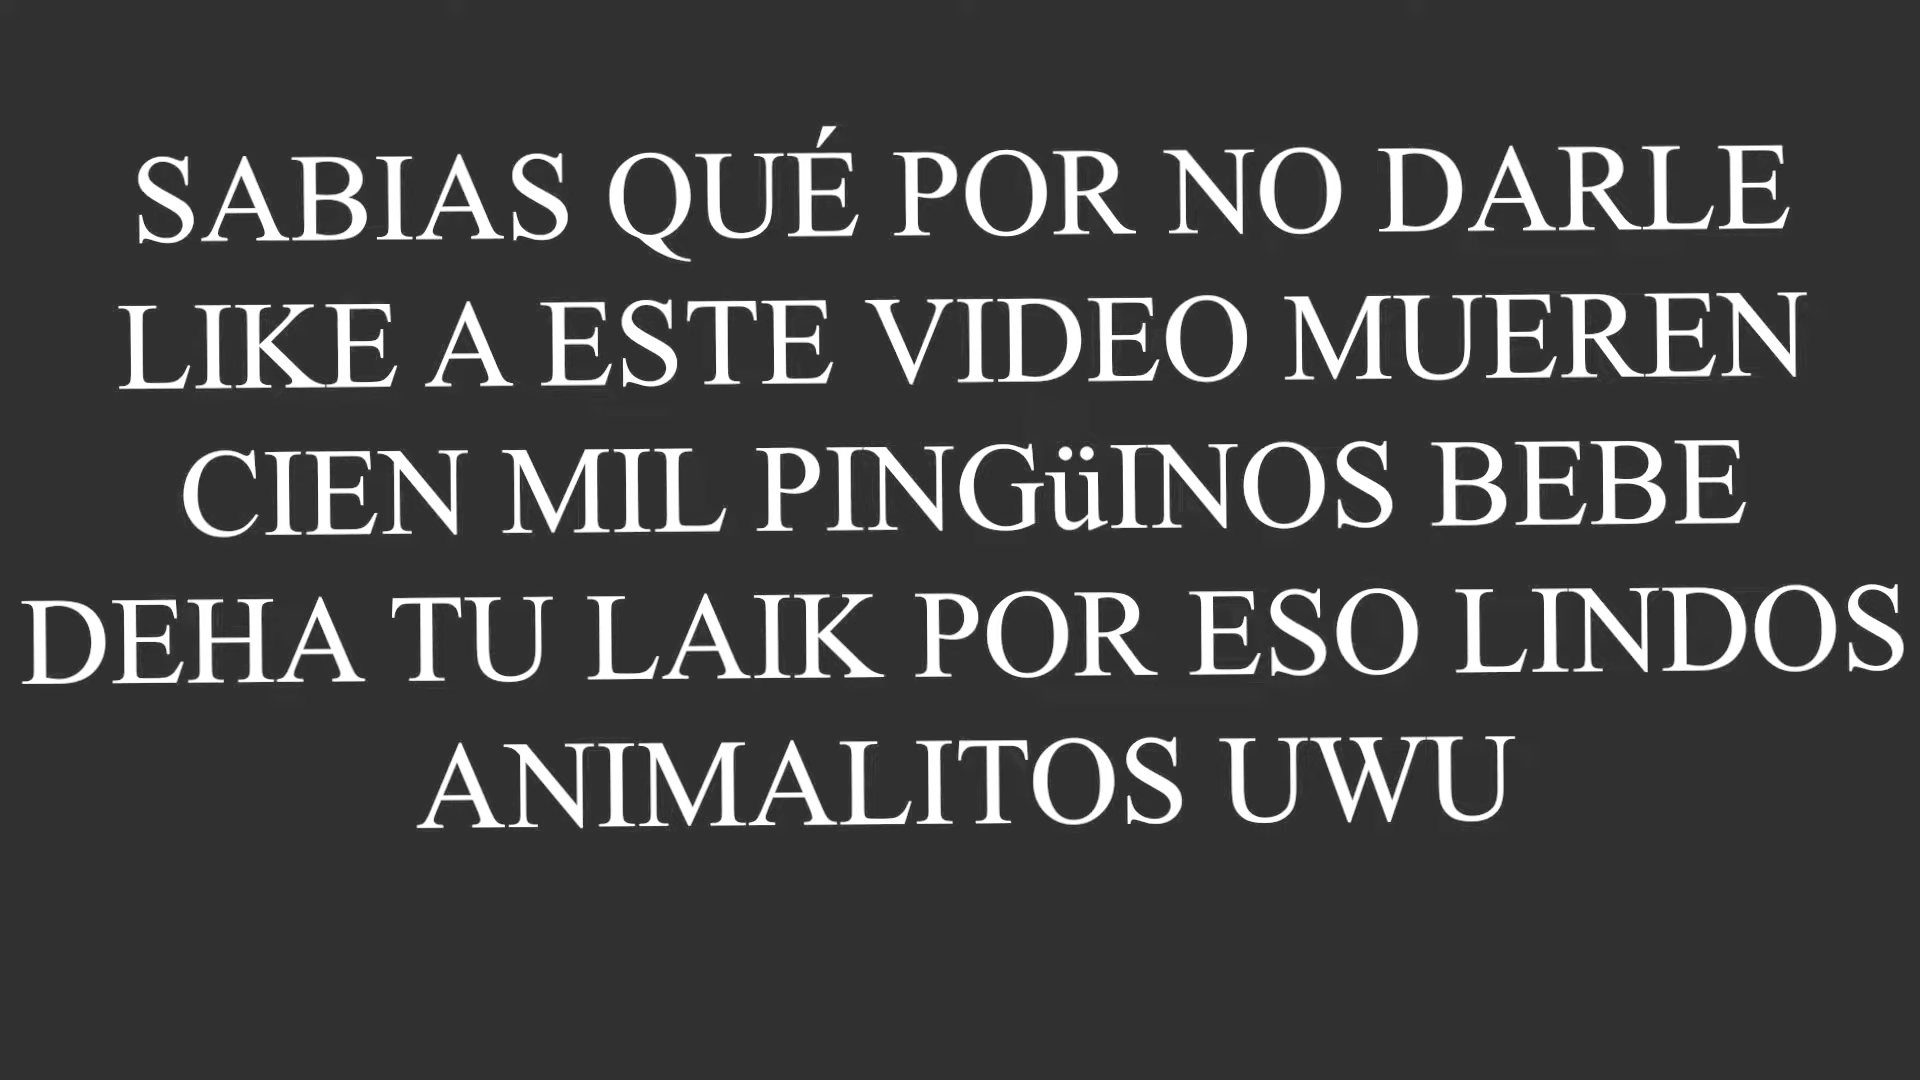 SABIAS QUÉ POR NO DARLE
LIKE A ESTE VIDEO MUEREN
CIEN MIL PINGüINOS BEBE
DEHA TU LAIK POR ESO LINDOS
ANIMALITOS UWU